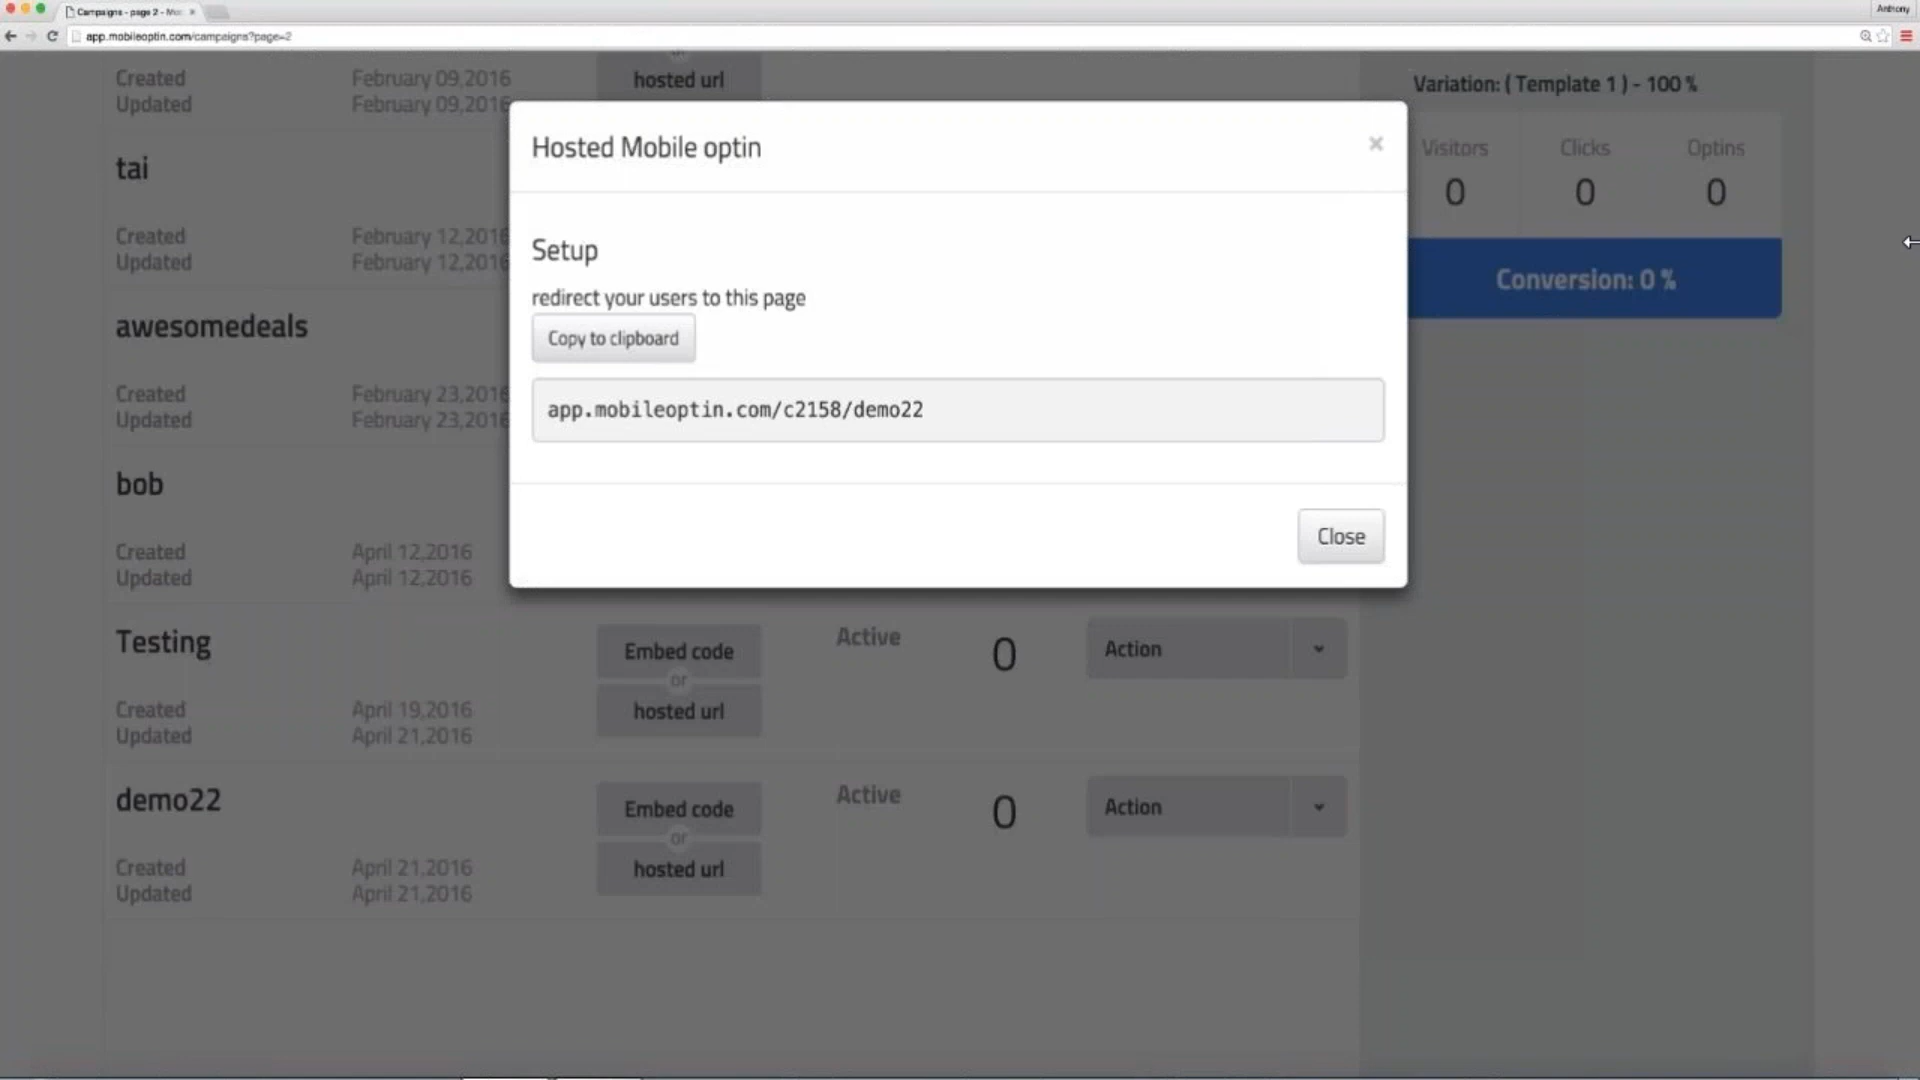 Campaigns - page 2 - Mo
Anthony
app.mobileoptin.com/campaigns?page=2
Created February 09,2016
Updated February 09,2016
hosted url
tai
Created February 12,2016
Updated February 12,2016
awesomedeals
Created February 23,2016
Updated February 23,2016
bob
Created April 12,2016
Updated April 12,2016
Testing
Created April 19,2016
Updated April 21,2016
Embed code
or
hosted url
Active
0
Action
demo22
Created April 21,2016
Updated April 21,2016
Embed code
or
hosted url
Active
0
Action
Hosted Mobile optin
×
Setup
redirect your users to this page
Copy to clipboard
app.mobileoptin.com/c2158/demo22
Close
Variation: ( Template 1 ) - 100 %
Visitors Clicks Optins
0 0 0
Conversion: 0 %